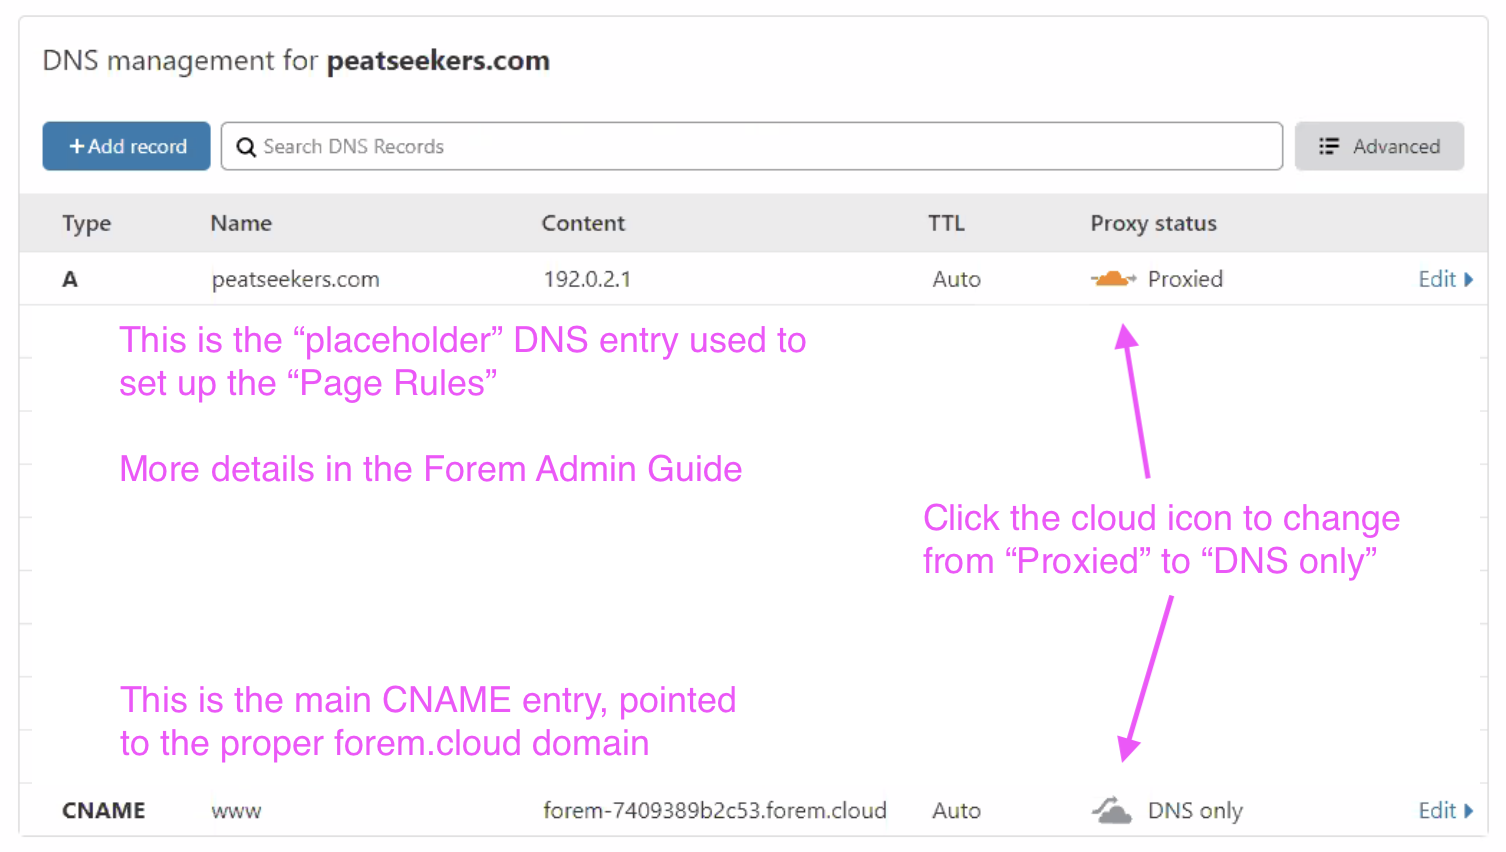 DNS management for peatseekers.com
+ Add record
Search DNS Records
Advanced
Type Name Content TTL Proxy status
A peatseekers.com 192.0.2.1 Auto Proxied Edit
This is the “placeholder” DNS entry used to
set up the “Page Rules”
More details in the Forem Admin Guide
Click the cloud icon to change
from “Proxied” to “DNS only”
This is the main CNAME entry, pointed
to the proper forem.cloud domain
CNAME www forem-7409389b2c53.forem.cloud Auto DNS only Edit